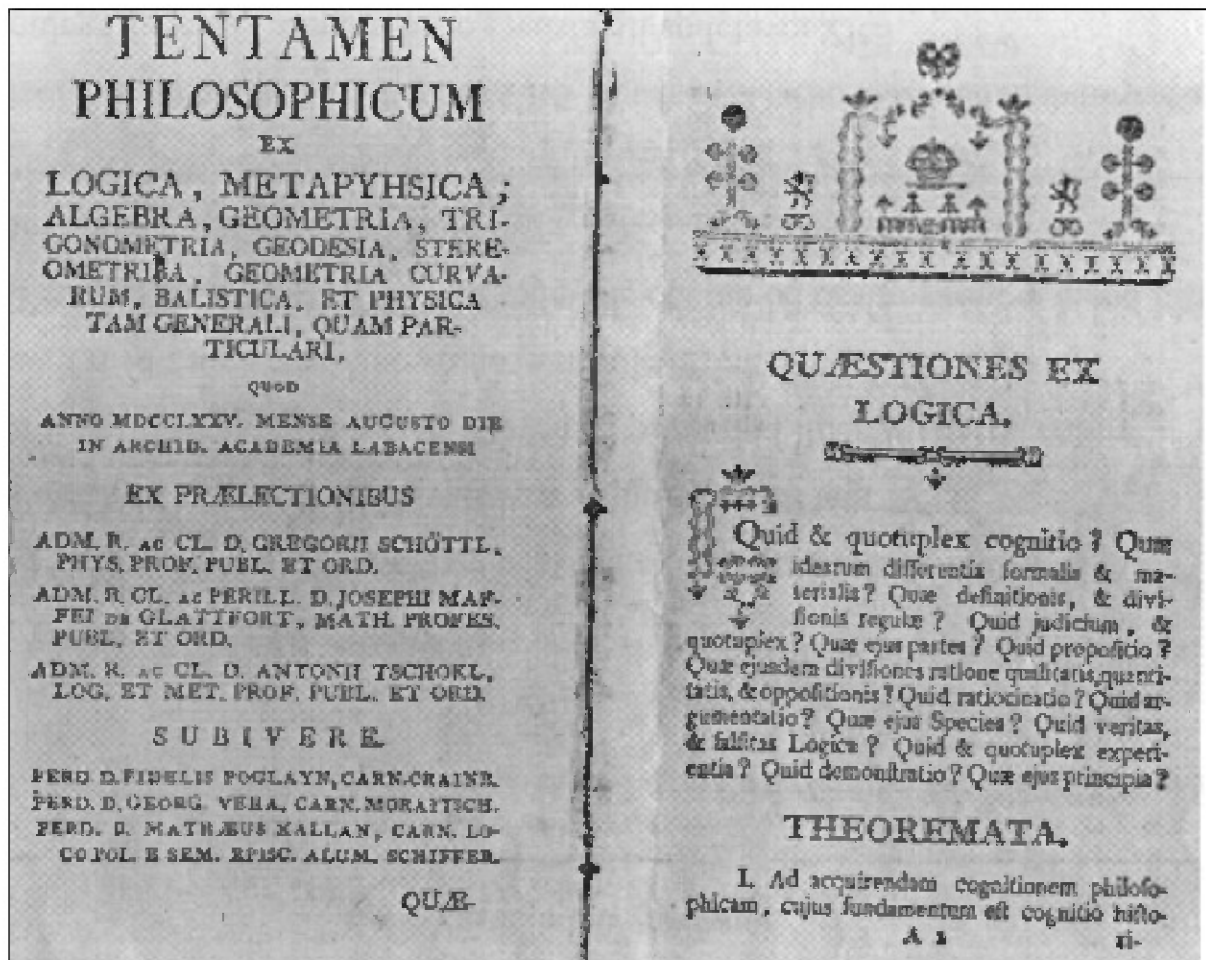 TENTAMEN
PHILOSOPHICUM
EX
LOGICA, METAPYHSICA;
ALGEBRA, GEOMETRIA, TRI-
GONOMETRIA, GEODESIA, STERE-
OMETRIBA, GEOMETRIA CURVA-
RUM, BALISTICA, ET PHYSICA
TAM GENERALI, QUAM PAR-
TICULARI,
QUOD
ANNO MDCCLXXV. MENSE AUGUSTO DIE
IN ARCHID. ACADEMIA LABACENSI
EX PRÆLECTIONIBUS
ADM. R. AC CL. D. GREGORII SCHÖTTL,
PHYS. PROF. PUBL. ET ORD.
ADM. R. CL. AC PERILL. D. JOSEPHI MAF-
FEI DE GLATTFORT, MATH. PROFES.
PUBL. ET ORD.
ADM. R. AC CL. D. ANTONII TSCHOKL,
LOG. ET MET. PROF. PUBL. ET ORD.
SUBIVERE.
PERD. D. FIDELIS POGLAYN, CARN. CRAINB.
PERD. D. GEORG. VEHA, CARN. MORAITSCH.
PERD. D. MATHÆUS KALLAN, CARN. LO-
COPOL. E SEM. EPISC. ALUM. SCHIFFER.
QUÆ-
QUÆSTIONES EX
LOGICA.
Quid & quotuplex cognitio? Quæ
idearum differentia formalis & ma-
terialis? Quæ definitionis, & divi-
sionis regulæ? Quid judicium, &
quotuplex? Quæ ejus partes? Quid propositio?
Quæ ejusdem divisiones ratione qualitatis, quanti-
tatis, & oppositionis? Quid ratiocinatio? Quid ar-
gumentatio? Quæ ejus Species? Quid veritas,
& falsitas Logica? Quid & quotuplex experi-
entia? Quid demonstratio? Quæ ejus principia?
THEOREMATA.
I. Ad acquirendam cognitionem philoso-
phicam, cujus fundamentum est cognitio histo-
A 2
ri-